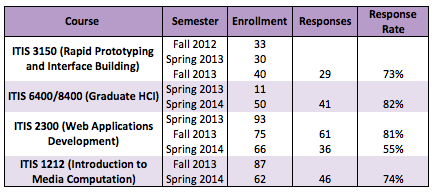 Course Semester Enrollment Responses Response Rate
ITIS 3150 (Rapid Prototyping and Interface Building) Fall 2012 33
Spring 2013 30
Fall 2013 40 29 73%
ITIS 6400/8400 (Graduate HCI) Spring 2013 11
Spring 2014 50 41 82%
ITIS 2300 (Web Applications Development) Spring 2013 93
Fall 2013 75 61 81%
Spring 2014 66 36 55%
ITIS 1212 (Introduction to Media Computation) Fall 2013 87
Spring 2014 62 46 74%